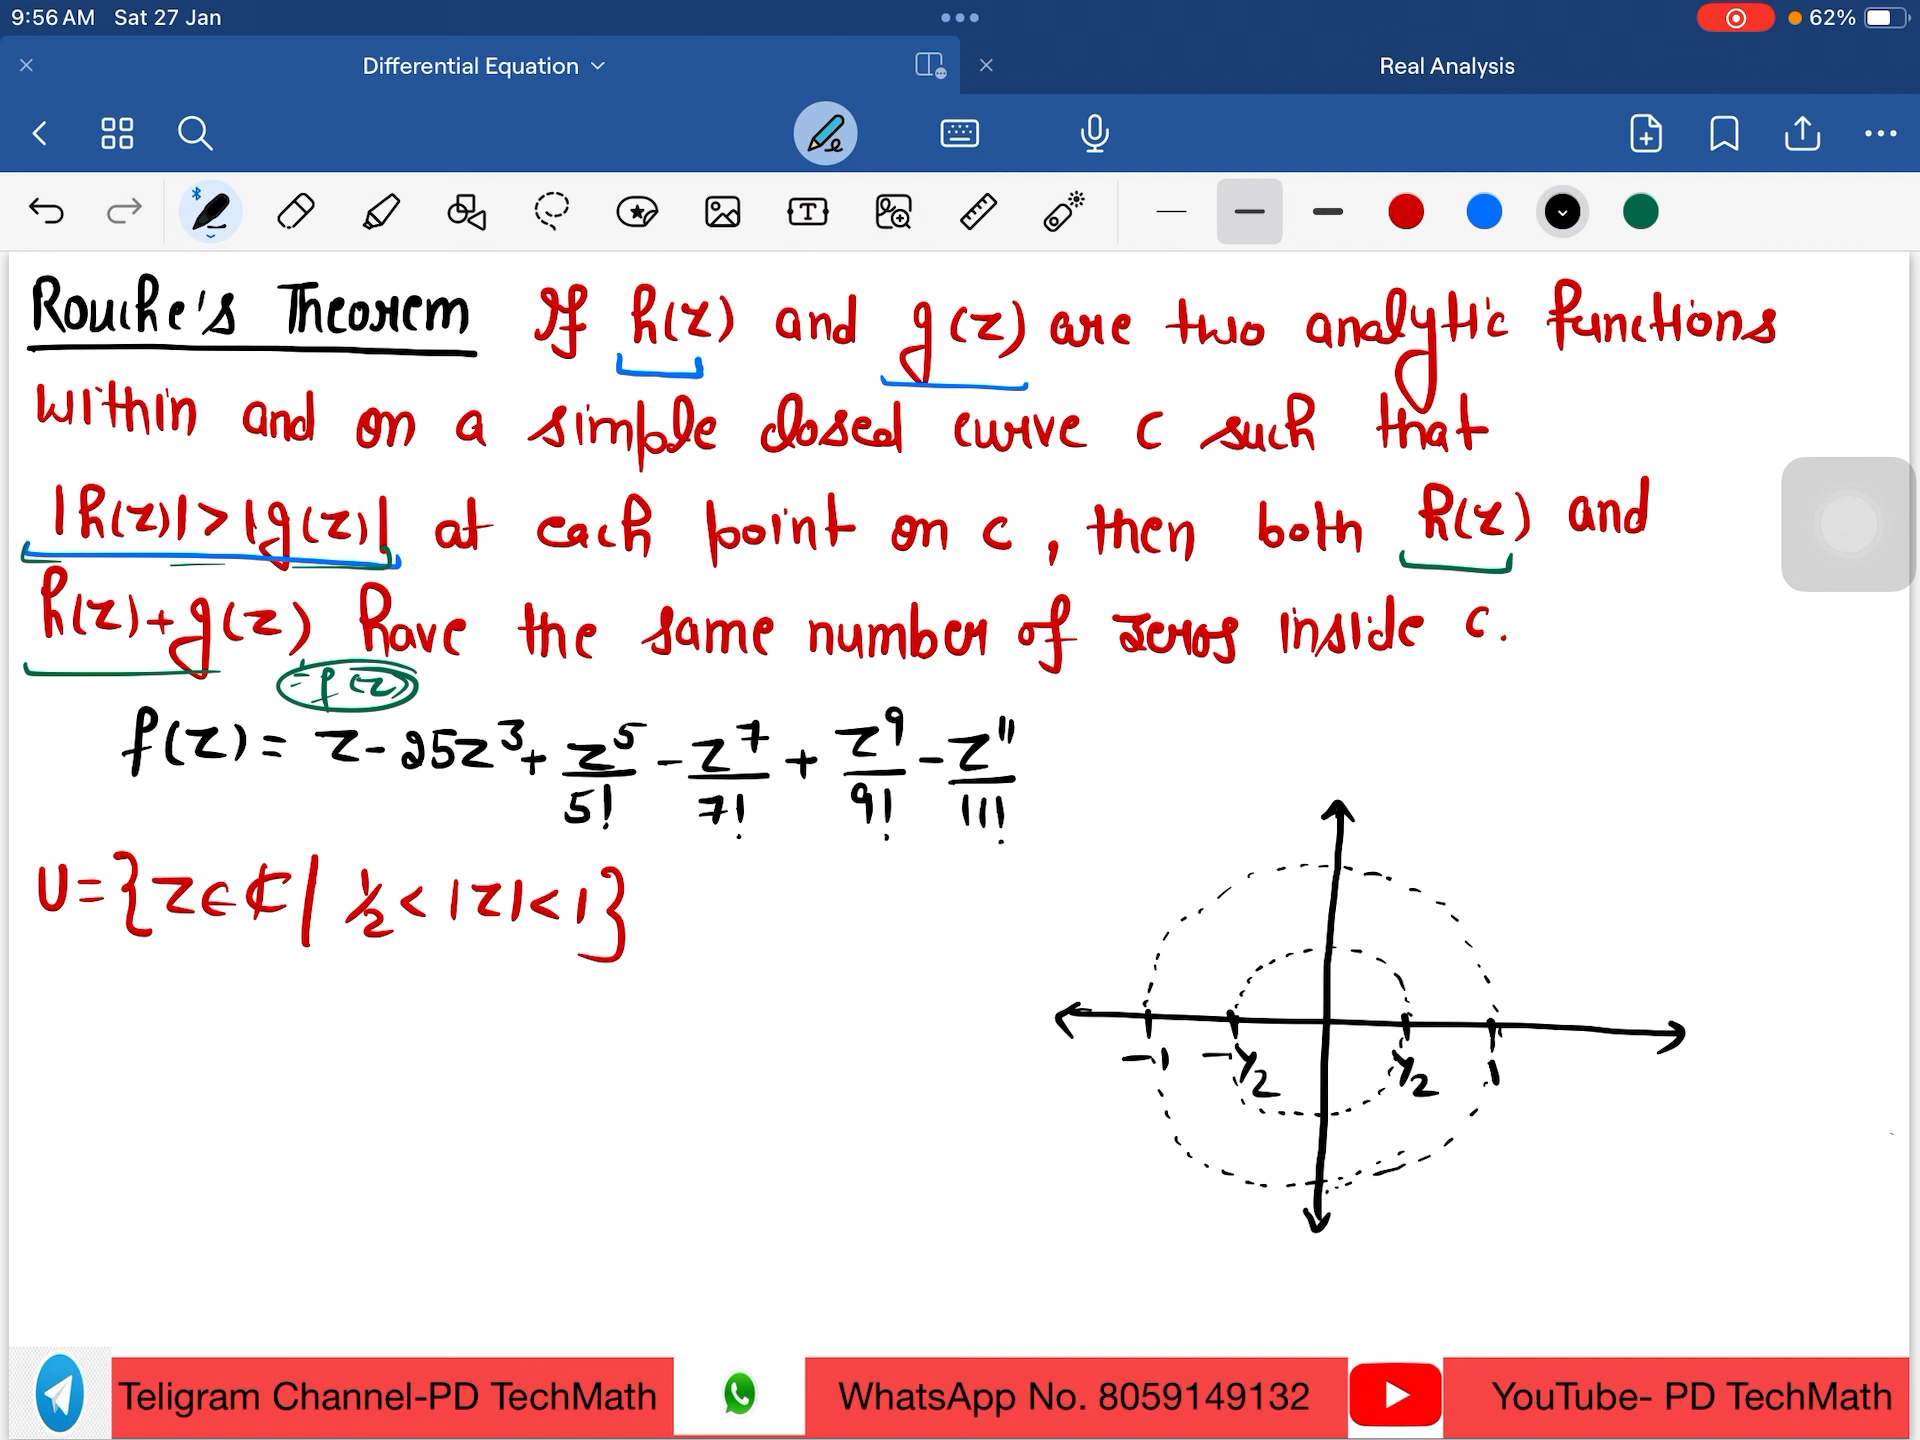 9:56 AM Sat 27 Jan
62%
Differential Equation
Real Analysis
Rouche's Theorem If h(z) and g(z) are two analytic functions
within and on a simple closed curve c such that
|h(z)| > |g(z)| at each point on c, then both h(z) and
h(z)+g(z) have the same number of zeros inside c.
= f(z)
f(z) = z - 25z³ + z⁵/5! - z⁷/7! + z⁹/9! - z¹¹/11!
U = {z ∈ ₵ | 1/2 < |z| < 1}
-1 -1/2 1/2 1
Teligram Channel-PD TechMath
WhatsApp No. 8059149132
YouTube- PD TechMath